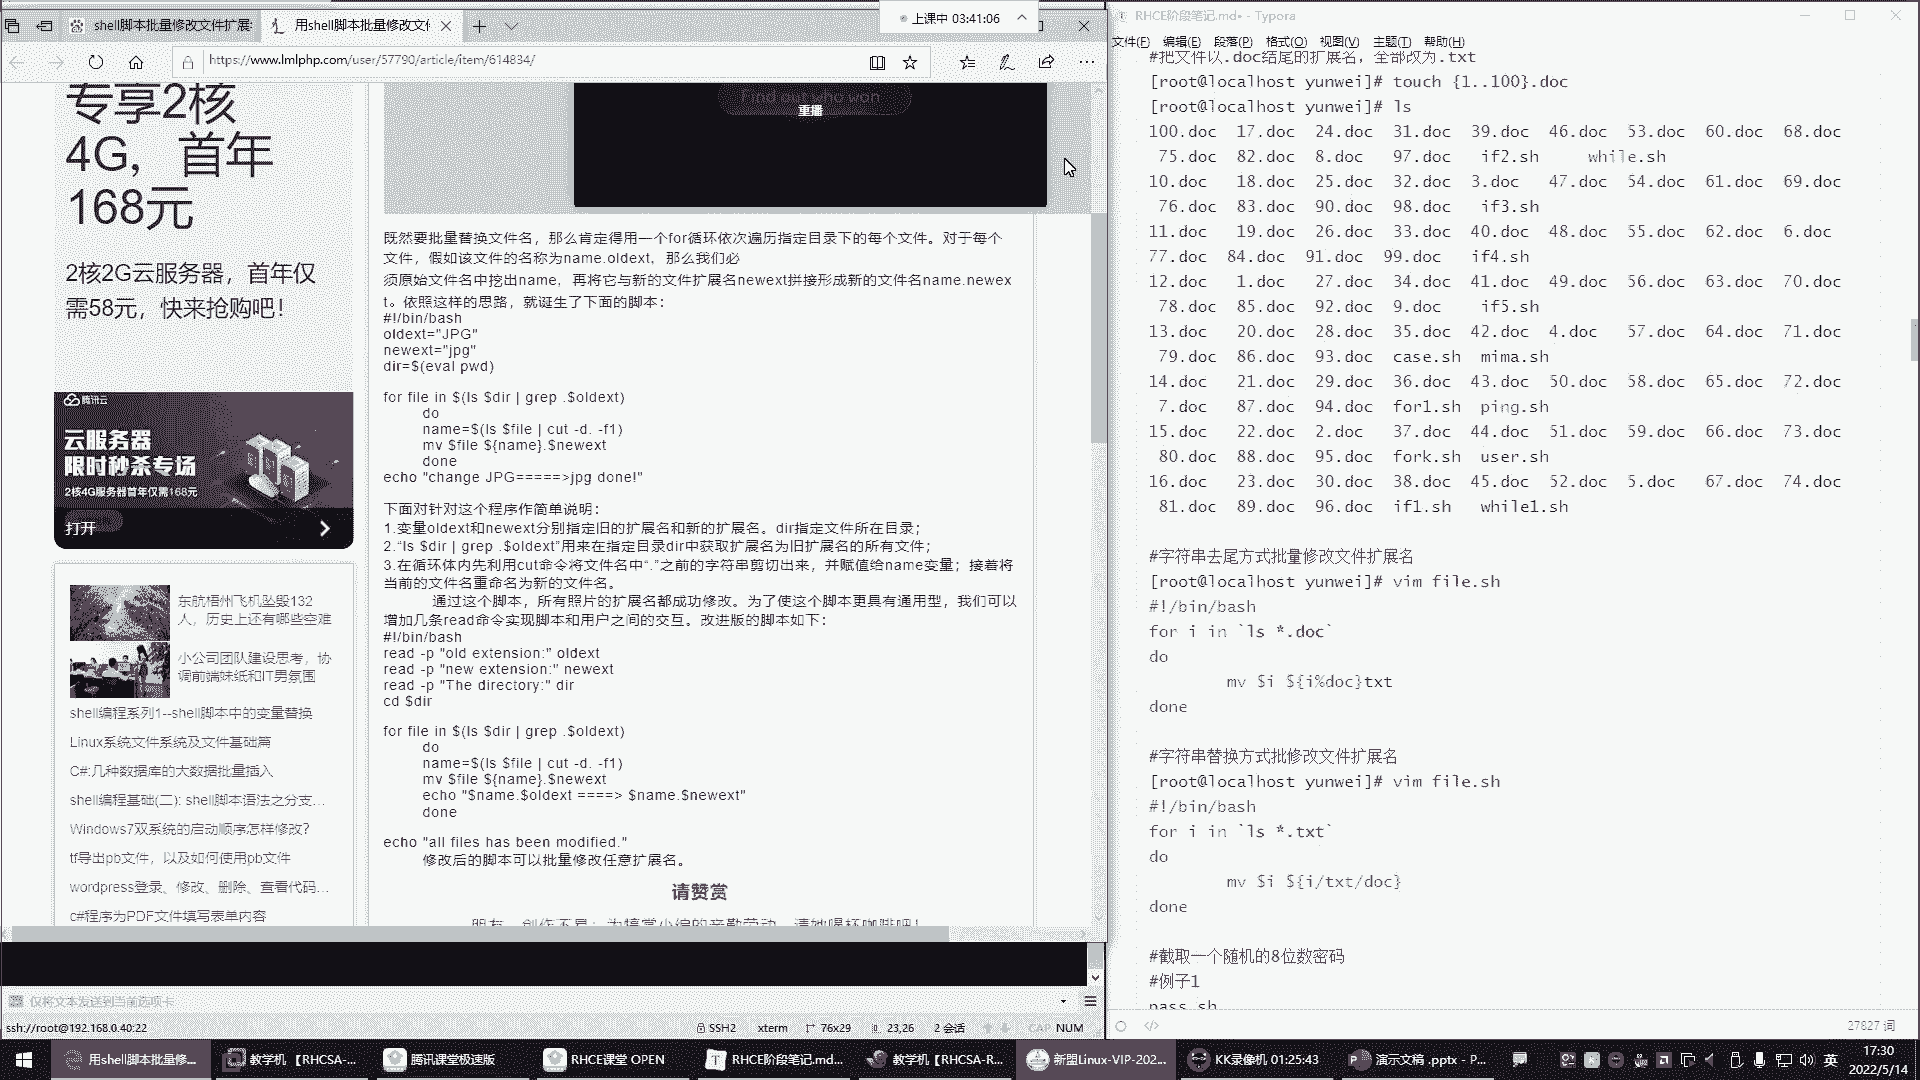 shell脚本批量修改文件扩展
用shell脚本批量修改文件
上课中 03:41:06
https://www.lmlphp.com/user/57790/article/item/614834/
专享2核
4G，首年
168元
2核2G云服务器，首年仅
需58元，快来抢购吧！
腾讯云
云服务器
限时秒杀专场
2核4G服务器首年仅需168元
打开
东航梧州飞机坠毁132
人，历史上还有哪些空难
小公司团队建设思考，协
调前端妹纸和IT男氛围
shell编程系列1--shell脚本中的变量替换
Linux系统文件系统及文件基础篇
C#:几种数据库的大数据批量插入
shell编程基础(二): shell脚本语法之分支…
Windows7双系统的启动顺序怎样修改?
tf导出pb文件，以及如何使用pb文件
wordpress登录、修改、删除、查看代码…
c#程序为PDF文件填写表单内容
Find out who won
重播
既然要批量替换文件名，那么肯定得用一个for循环依次遍历指定目录下的每个文件。对于每个
文件，假如该文件的名称为name.oldext，那么我们必
须原始文件名中挖出name，再将它与新的文件扩展名newext拼接形成新的文件名name.newex
t。依照这样的思路，就诞生了下面的脚本：
#!/bin/bash
oldext="JPG"
newext="jpg"
dir=$(eval pwd)
for file in $(ls $dir | grep .$oldext)
do
name=$(ls $file | cut -d. -f1)
mv $file ${name}.$newext
done
echo "change JPG=====>jpg done!"
下面对针对这个程序作简单说明：
1.变量oldext和newext分别指定旧的扩展名和新的扩展名。dir指定文件所在目录；
2.“ls $dir | grep .$oldext”用来在指定目录dir中获取扩展名为旧扩展名的所有文件；
3.在循环体内先利用cut命令将文件名中“.”之前的字符串剪切出来，并赋值给name变量；接着将
当前的文件名重命名为新的文件名。
通过这个脚本，所有照片的扩展名都成功修改。为了使这个脚本更具有通用型，我们可以
增加几条read命令实现脚本和用户之间的交互。改进版的脚本如下：
#!/bin/bash
read -p "old extension:" oldext
read -p "new extension:" newext
read -p "The directory:" dir
cd $dir
for file in $(ls $dir | grep .$oldext)
do
name=$(ls $file | cut -d. -f1)
mv $file ${name}.$newext
echo "$name.$oldext ====> $name.$newext"
done
echo "all files has been modified."
修改后的脚本可以批量修改任意扩展名。
请赞赏
朋友，创作不易；为犒赏小编的辛勤劳动，请她喝杯咖啡吧！
仅将文本发送到当前选项卡
ssh://root@192.168.0.40:22
SSH2 xterm 76x29 23,26 2 会话 CAP NUM
RHCE阶段笔记.md• - Typora
文件(F) 编辑(E) 段落(P) 格式(O) 视图(V) 主题(T) 帮助(H)
#把文件以.doc结尾的扩展名，全部改为.txt
[root@localhost yunwei]# touch {1..100}.doc
[root@localhost yunwei]# ls
100.doc 17.doc 24.doc 31.doc 39.doc 46.doc 53.doc 60.doc 68.doc
75.doc 82.doc 8.doc 97.doc if2.sh while.sh
10.doc 18.doc 25.doc 32.doc 3.doc 47.doc 54.doc 61.doc 69.doc
76.doc 83.doc 90.doc 98.doc if3.sh
11.doc 19.doc 26.doc 33.doc 40.doc 48.doc 55.doc 62.doc 6.doc
77.doc 84.doc 91.doc 99.doc if4.sh
12.doc 1.doc 27.doc 34.doc 41.doc 49.doc 56.doc 63.doc 70.doc
78.doc 85.doc 92.doc 9.doc if5.sh
13.doc 20.doc 28.doc 35.doc 42.doc 4.doc 57.doc 64.doc 71.doc
79.doc 86.doc 93.doc case.sh mima.sh
14.doc 21.doc 29.doc 36.doc 43.doc 50.doc 58.doc 65.doc 72.doc
7.doc 87.doc 94.doc for1.sh ping.sh
15.doc 22.doc 2.doc 37.doc 44.doc 51.doc 59.doc 66.doc 73.doc
80.doc 88.doc 95.doc fork.sh user.sh
16.doc 23.doc 30.doc 38.doc 45.doc 52.doc 5.doc 67.doc 74.doc
81.doc 89.doc 96.doc if1.sh while1.sh
#字符串去尾方式批量修改文件扩展名
[root@localhost yunwei]# vim file.sh
#!/bin/bash
for i in `ls *.doc`
do
mv $i ${i%doc}txt
done
#字符串替换方式批修改文件扩展名
[root@localhost yunwei]# vim file.sh
#!/bin/bash
for i in `ls *.txt`
do
mv $i ${i/txt/doc}
done
#截取一个随机的8位数密码
#例子1
pass.sh
27827 词
用shell脚本批量修...
教学机 【RHCSA-...
腾讯课堂极速版
RHCE课堂 OPEN
RHCE阶段笔记.md...
教学机【RHCSA-R...
新盟Linux-VIP-202...
KK录像机 01:25:43
演示文稿 .pptx - P...
英
17:30
2022/5/14